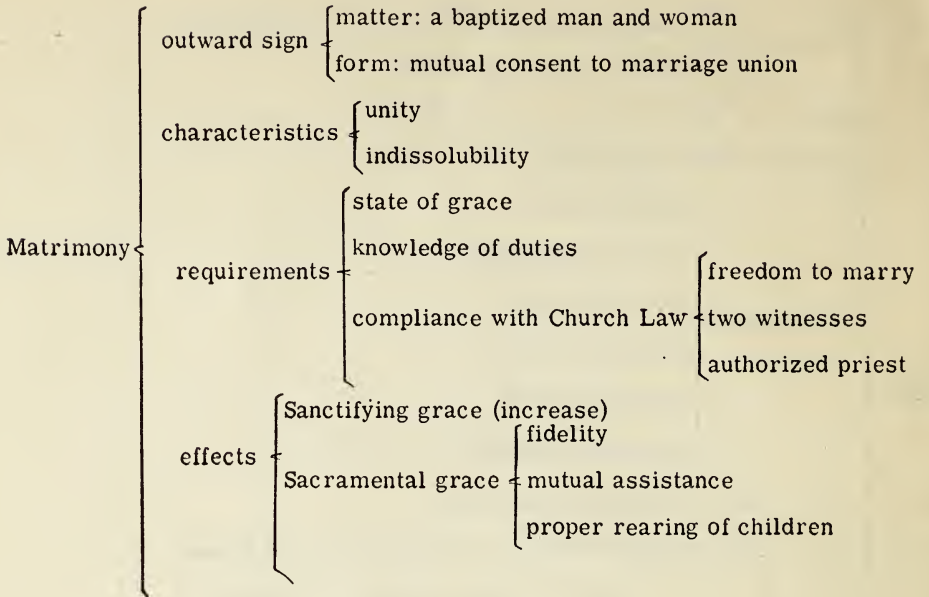 matter: a baptized man and woman
outward sign
form: mutual consent to marriage union
unity
characteristics
indissolubility
state of grace
knowledge of duties
Matrimony
requirements
freedom to marry
compliance with Church Law
two witnesses
authorized priest
Sanctifying grace (increase)
fidelity
effects
Sacramental grace
mutual assistance
proper rearing of children